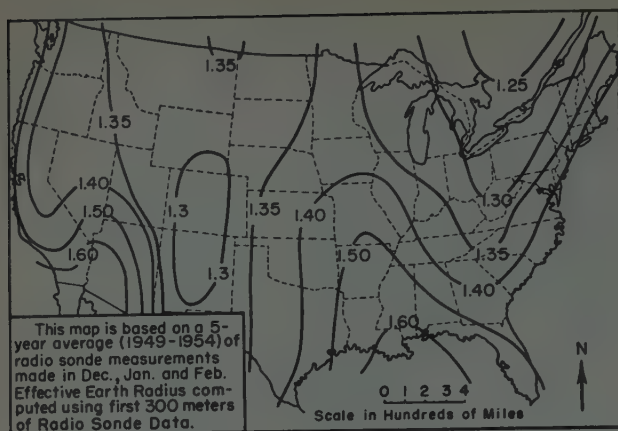 1.35
1.25
1.35
1.40
1.3
1.35
1.40
1.30
1.50
1.60
1.50
1.35
1.3
1.40
1.60
This map is based on a 5-
year average (1949-1954) of
radio sonde measurements
made in Dec., Jan. and Feb.
Effective Earth Radius com-
puted using first 300 meters
of Radio Sonde Data.
N
0 1 2 3 4
Scale in Hundreds of Miles